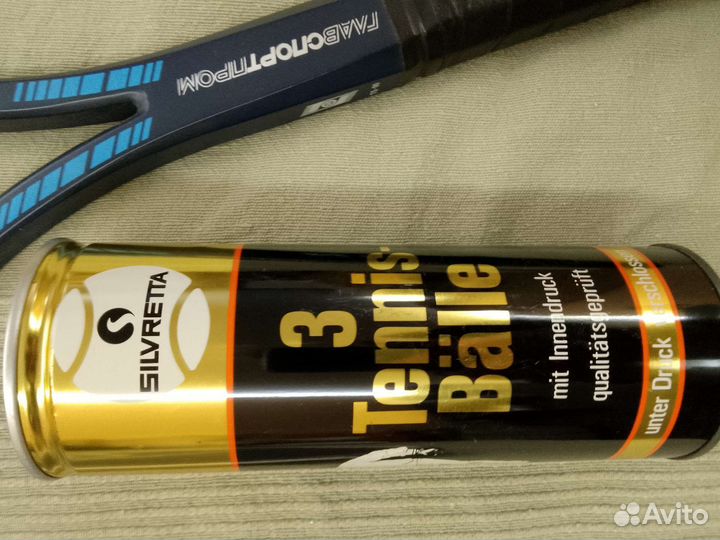 ГЛАВСПОРТПРОМ
SILVRETTA
3
Tennis-
Bälle
mit Innendruck
qualitätsgeprüft
unter Druck verschlossen
Avito